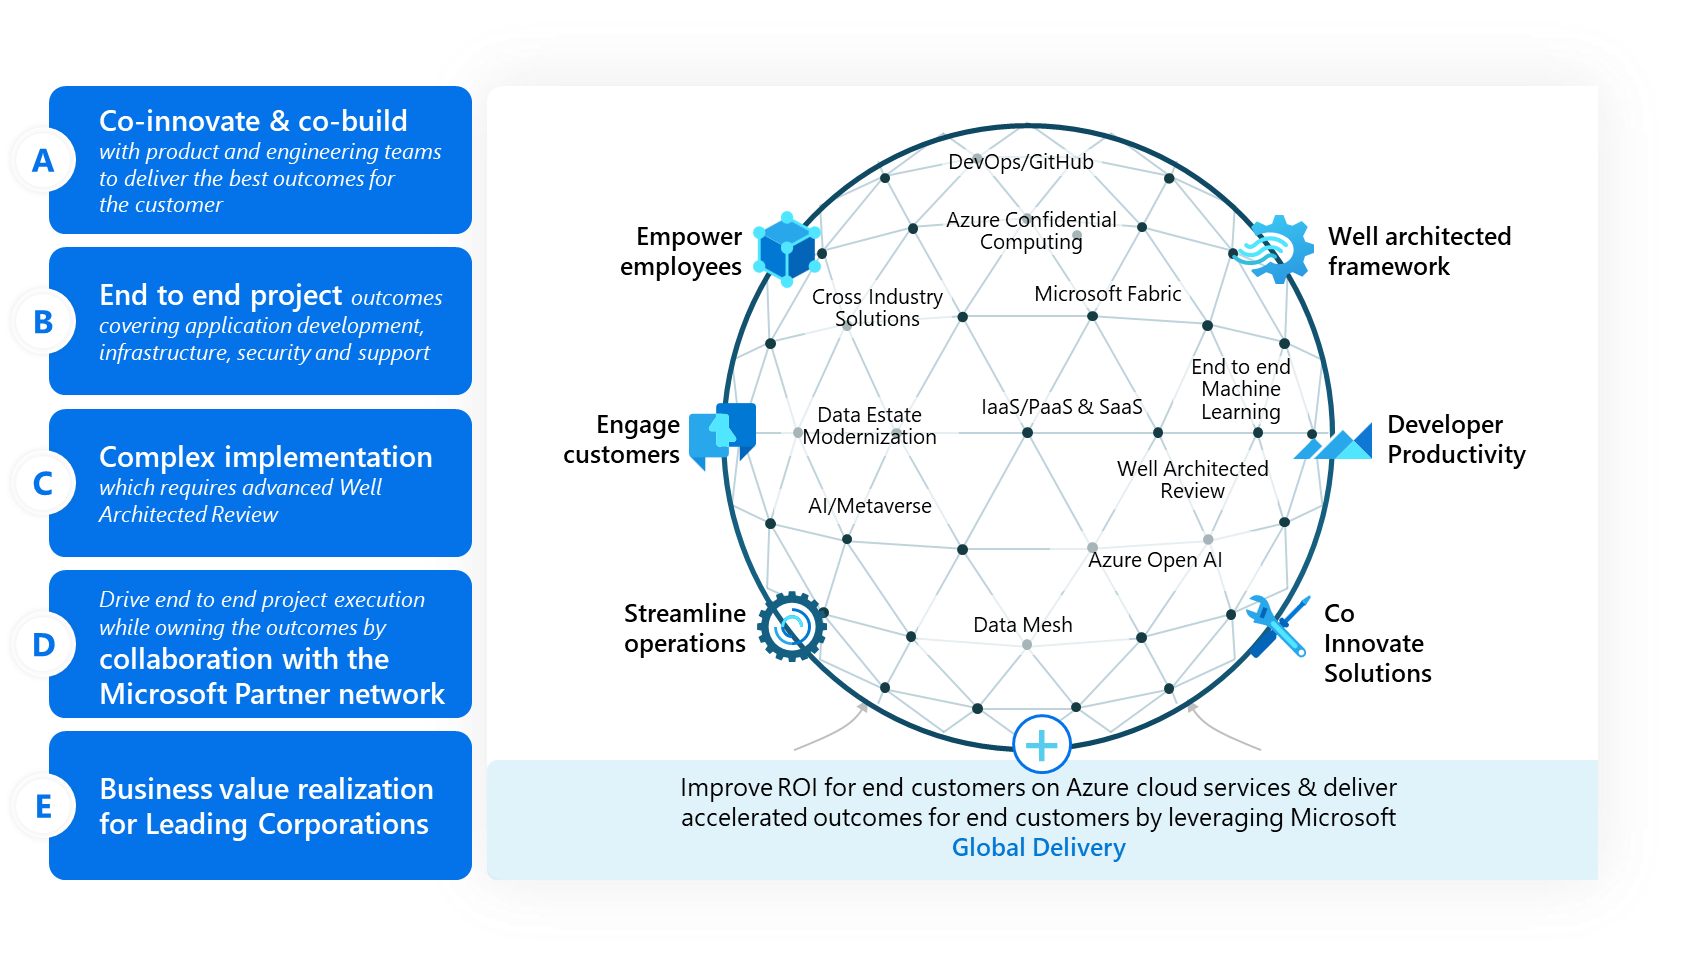 A
Co-innovate & co-build
with product and engineering teams
to deliver the best outcomes for
the customer
B
End to end project outcomes
covering application development,
infrastructure, security and support
C
Complex implementation
which requires advanced Well
Architected Review
D
Drive end to end project execution
while owning the outcomes by
collaboration with the
Microsoft Partner network
E
Business value realization
for Leading Corporations
DevOps/GitHub
Azure Confidential
Computing
Empower
employees
Well architected
framework
Cross Industry
Solutions
Microsoft Fabric
End to end
Machine
Learning
Engage
customers
Data Estate
Modernization
IaaS/PaaS & SaaS
Developer
Productivity
Well Architected
Review
AI/Metaverse
Azure Open AI
Streamline
operations
Data Mesh
Co
Innovate
Solutions
Improve ROI for end customers on Azure cloud services & deliver
accelerated outcomes for end customers by leveraging Microsoft
Global Delivery